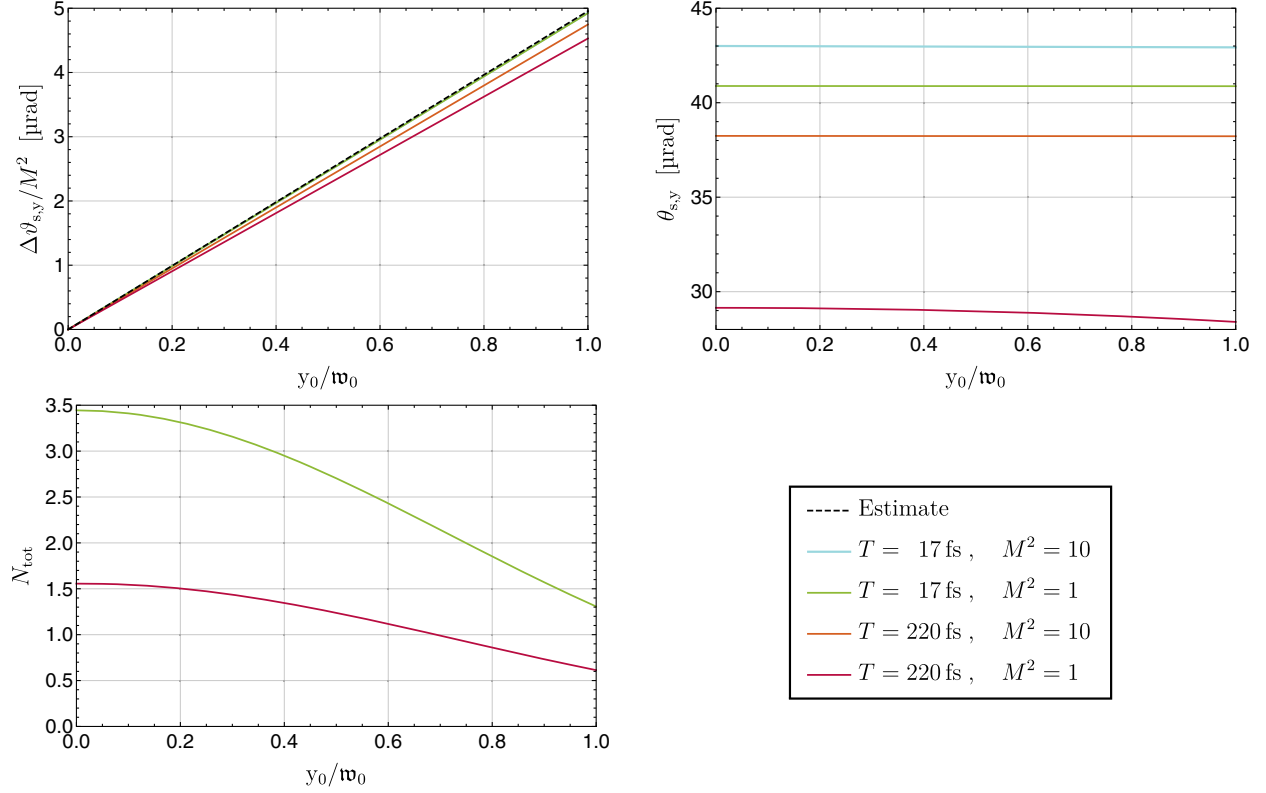 Δϑs,y/M² [µrad]
5
4
3
2
1
0
0.0 0.2 0.4 0.6 0.8 1.0
y₀/𝔴₀
θs,y [µrad]
45
40
35
30
0.0 0.2 0.4 0.6 0.8 1.0
y₀/𝔴₀
Ntot
3.5
3.0
2.5
2.0
1.5
1.0
0.5
0.0
0.0 0.2 0.4 0.6 0.8 1.0
y₀/𝔴₀
Estimate
T = 17 fs , M² = 10
T = 17 fs , M² = 1
T = 220 fs , M² = 10
T = 220 fs , M² = 1